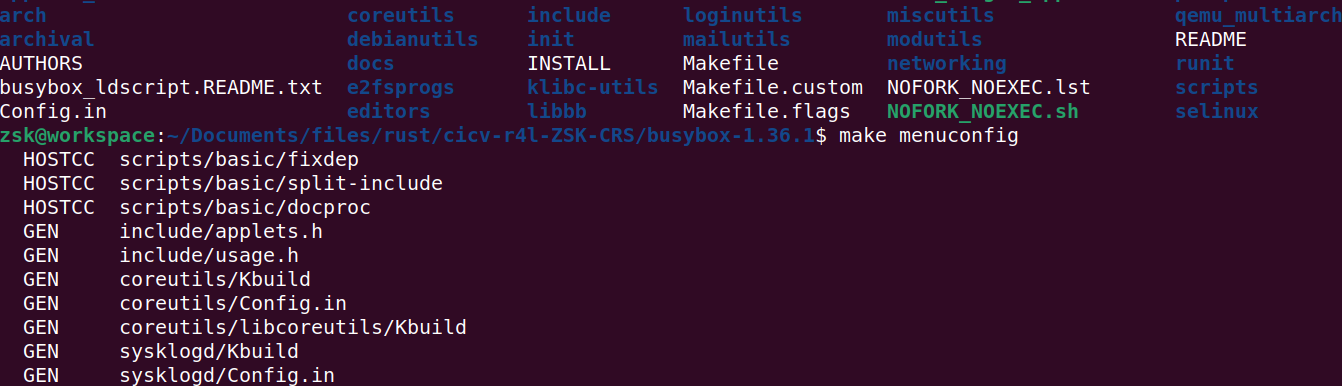 arch coreutils include loginutils miscutils qemu_multiarch
archival debianutils init mailutils modutils README
AUTHORS docs INSTALL Makefile networking runit
busybox_ldscript.README.txt e2fsprogs klibc-utils Makefile.custom NOFORK_NOEXEC.lst scripts
Config.in editors libbb Makefile.flags NOFORK_NOEXEC.sh selinux
zsk@workspace:~/Documents/files/rust/cicv-r4l-ZSK-CRS/busybox-1.36.1$ make menuconfig
HOSTCC scripts/basic/fixdep
HOSTCC scripts/basic/split-include
HOSTCC scripts/basic/docproc
GEN include/applets.h
GEN include/usage.h
GEN coreutils/Kbuild
GEN coreutils/Config.in
GEN coreutils/libcoreutils/Kbuild
GEN sysklogd/Kbuild
GEN sysklogd/Config.in